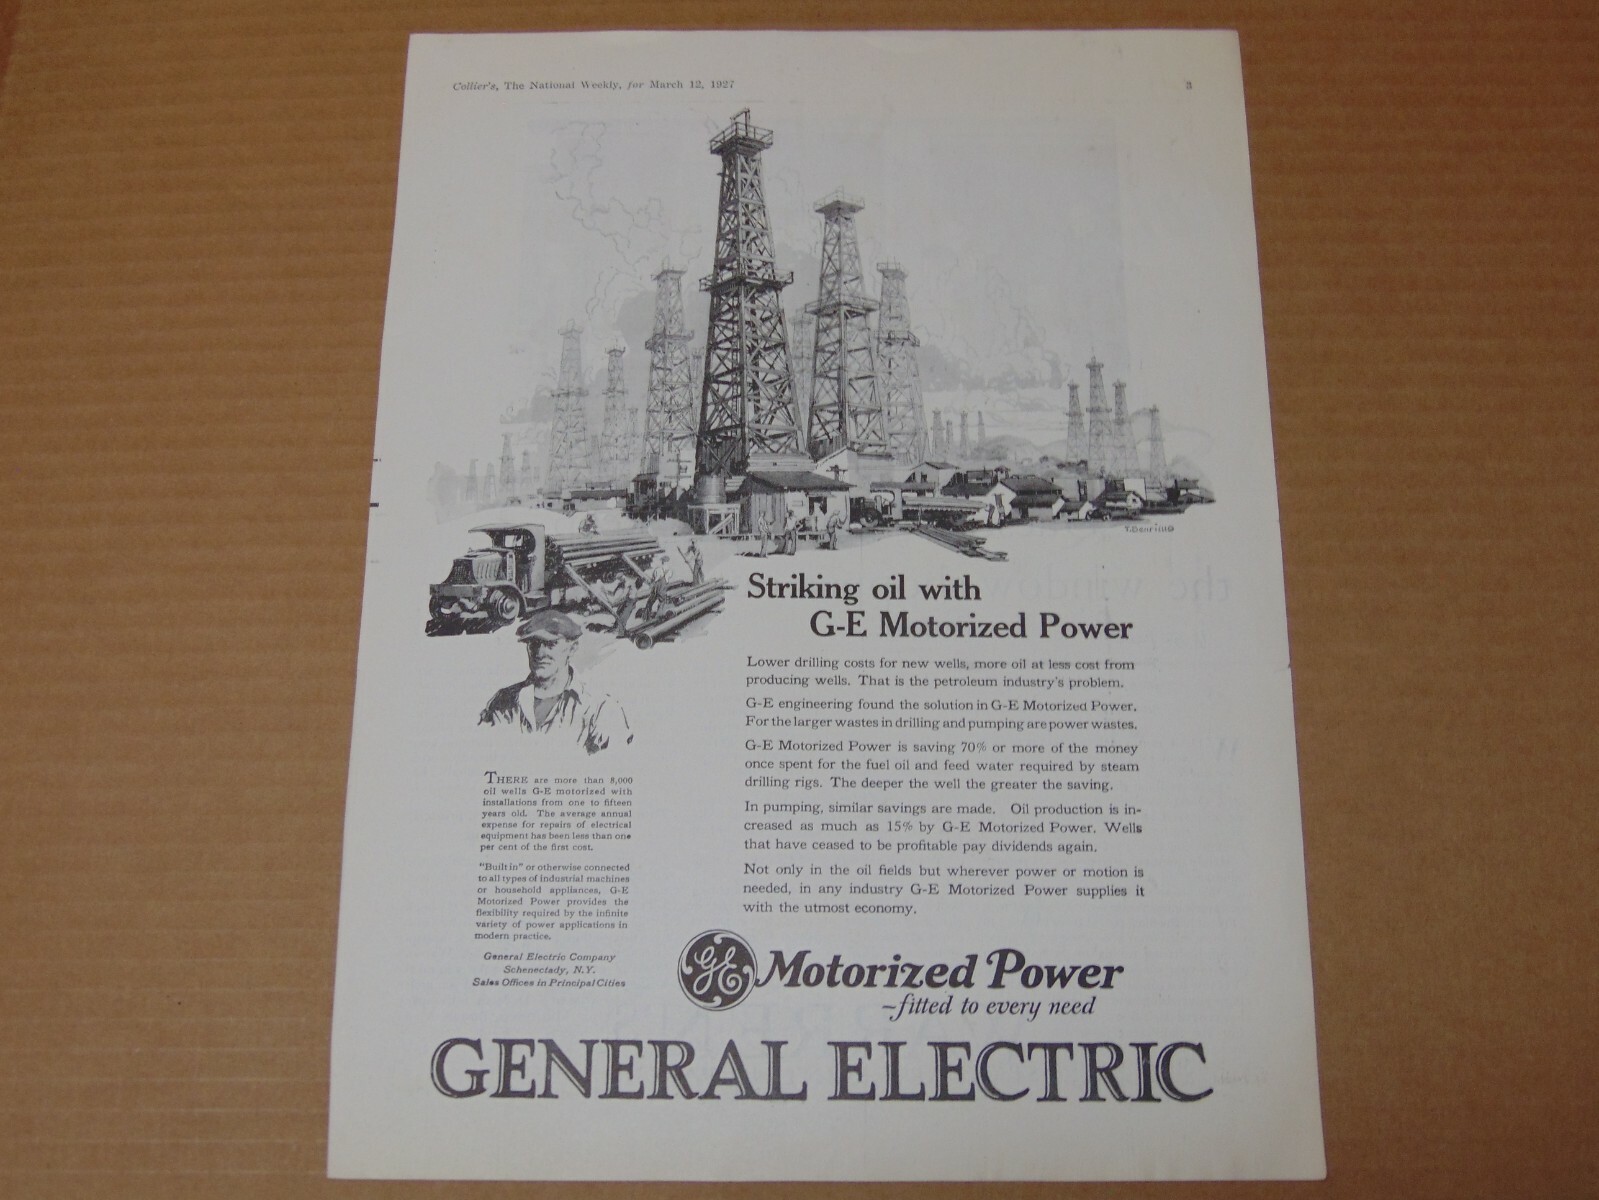 Collier's, The National Weekly, for March 12, 1927
3
Striking oil with
G-E Motorized Power
Lower drilling costs for new wells, more oil at less cost from
producing wells. That is the petroleum industry's problem.
G-E engineering found the solution in G-E Motorized Power.
For the larger wastes in drilling and pumping are power wastes.
G-E Motorized Power is saving 70% or more of the money
once spent for the fuel oil and feed water required by steam
drilling rigs. The deeper the well the greater the saving.
In pumping, similar savings are made. Oil production is in-
creased as much as 15% by G-E Motorized Power. Wells
that have ceased to be profitable pay dividends again.
Not only in the oil fields but wherever power or motion is
needed, in any industry G-E Motorized Power supplies it
with the utmost economy.
THERE are more than 8,000
oil wells G-E motorized with
installations from one to fifteen
years old. The average annual
expense for repairs of electrical
equipment has been less than one
per cent of the first cost.
"Built in" or otherwise connected
to all types of industrial machines
or household appliances, G-E
Motorized Power provides the
flexibility required by the infinite
variety of power applications in
modern practice.
General Electric Company
Schenectady, N.Y.
Sales Offices in Principal Cities
GE
Motorized Power
-fitted to every need
GENERAL ELECTRIC